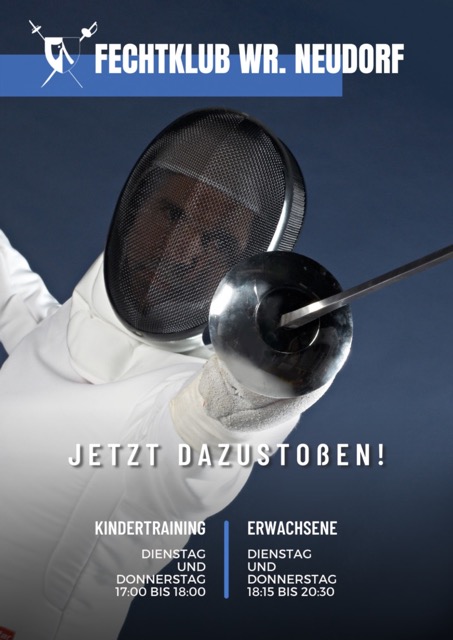 FECHTKLUB WR. NEUDORF
JETZT DAZUSTOßEN!
KINDERTRAINING
DIENSTAG
UND
DONNERSTAG
17:00 BIS 18:00
ERWACHSENE
DIENSTAG
UND
DONNERSTAG
18:15 BIS 20:30